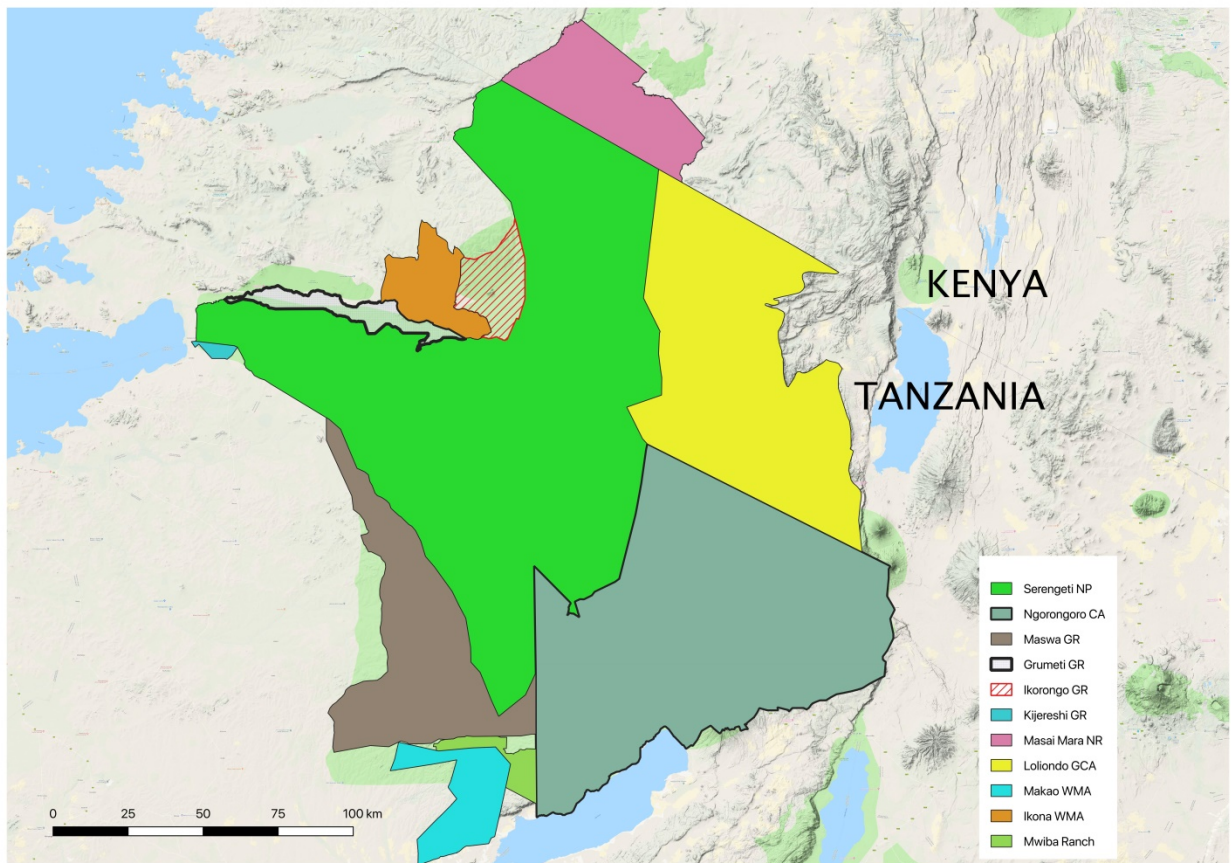 KENYA
TANZANIA
Serengeti NP
Ngorongoro CA
Maswa GR
Grumeti GR
Ikorongo GR
Kijereshi GR
Masai Mara NR
Loliondo GCA
Makao WMA
Ikona WMA
Mwiba Ranch
0 25 50 75 100 km